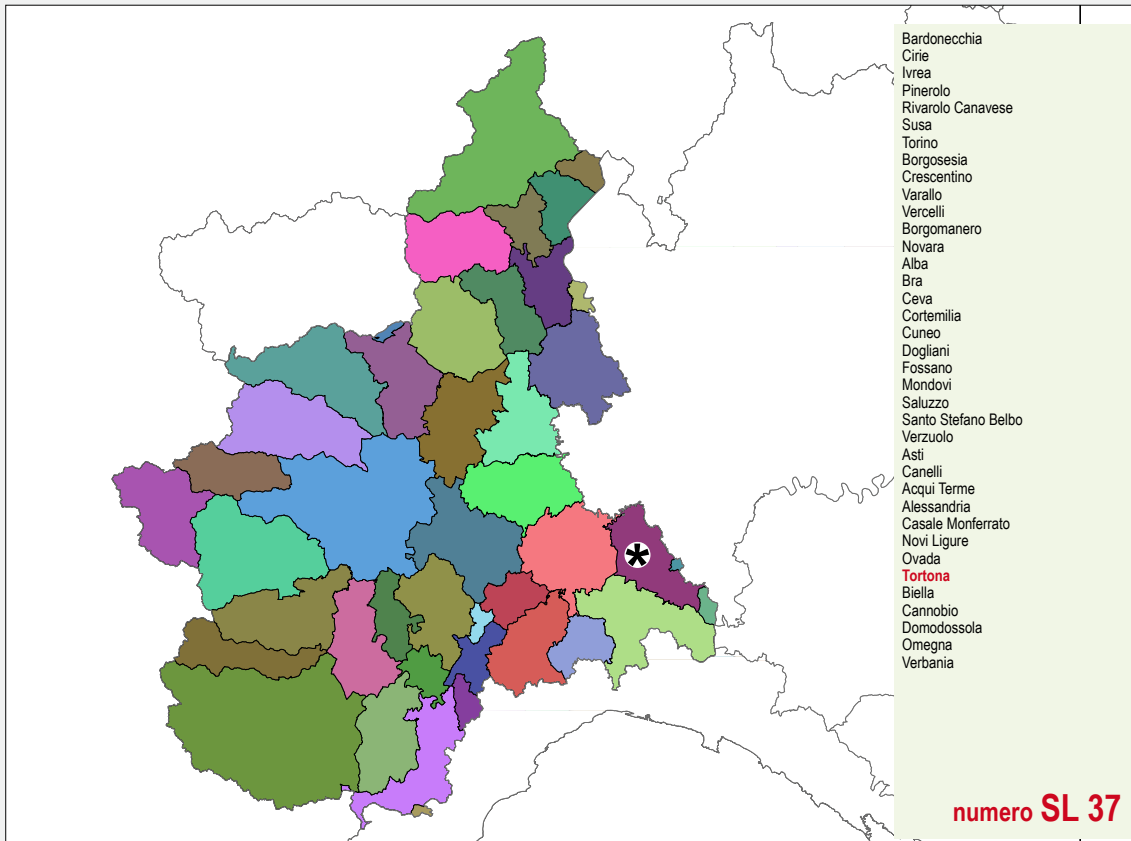 Bardonecchia
Cirie
Ivrea
Pinerolo
Rivarolo Canavese
Susa
Torino
Borgosesia
Crescentino
Varallo
Vercelli
Borgomanero
Novara
Alba
Bra
Ceva
Cortemilia
Cuneo
Dogliani
Fossano
Mondovi
Saluzzo
Santo Stefano Belbo
Verzuolo
Asti
Canelli
Acqui Terme
Alessandria
Casale Monferrato
Novi Ligure
Ovada
Tortona
Biella
Cannobio
Domodossola
Omegna
Verbania
numero SL 37